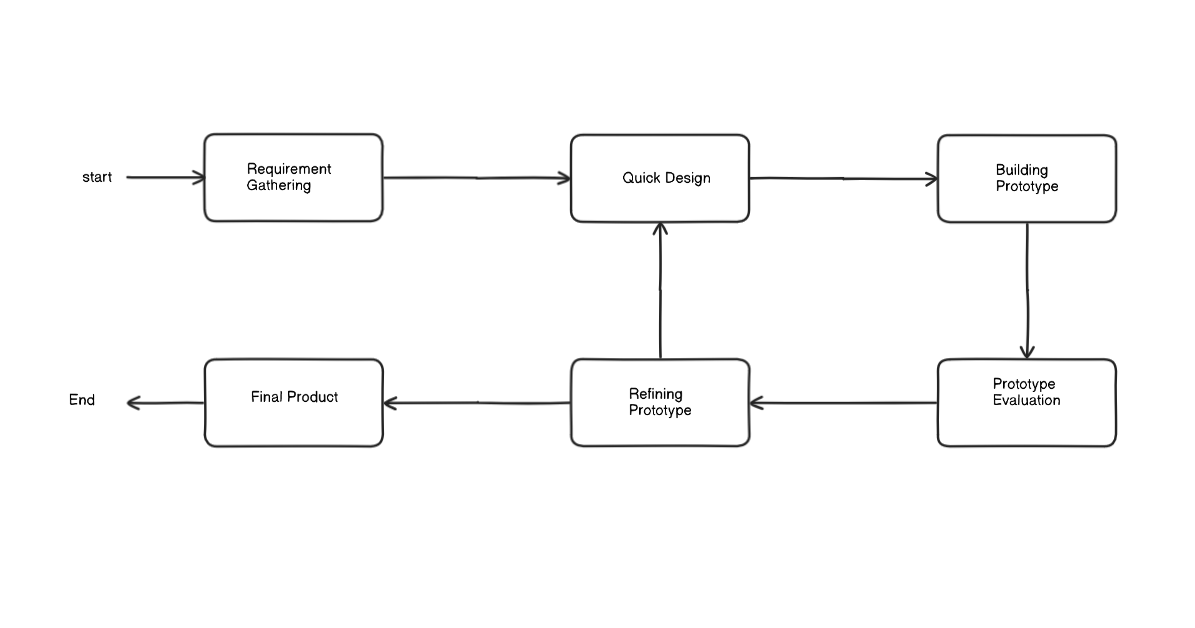 start
Requirement
Gathering
Quick Design
Building
Prototype
End
Final Product
Refining
Prototype
Prototype
Evaluation